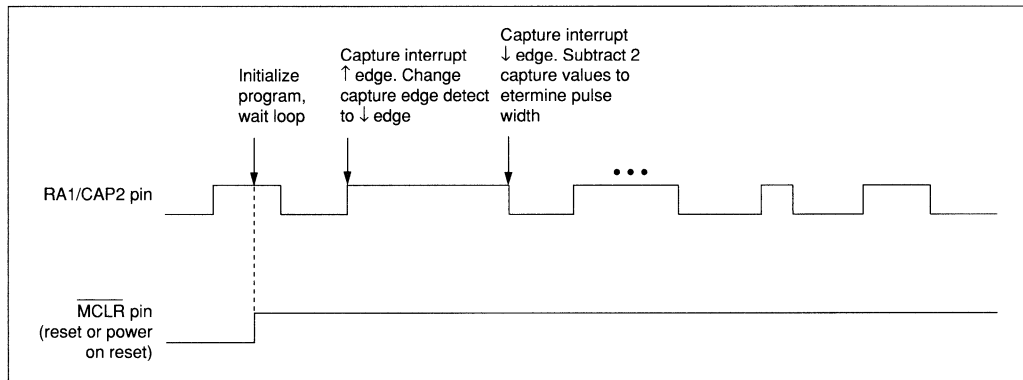 Initialize
program,
wait loop
Capture interrupt
↑ edge. Change
capture edge detect
to ↓ edge
Capture interrupt
↓ edge. Subtract 2
capture values to
etermine pulse
width
• • •
RA1/CAP2 pin
MCLR pin
(reset or power
on reset)